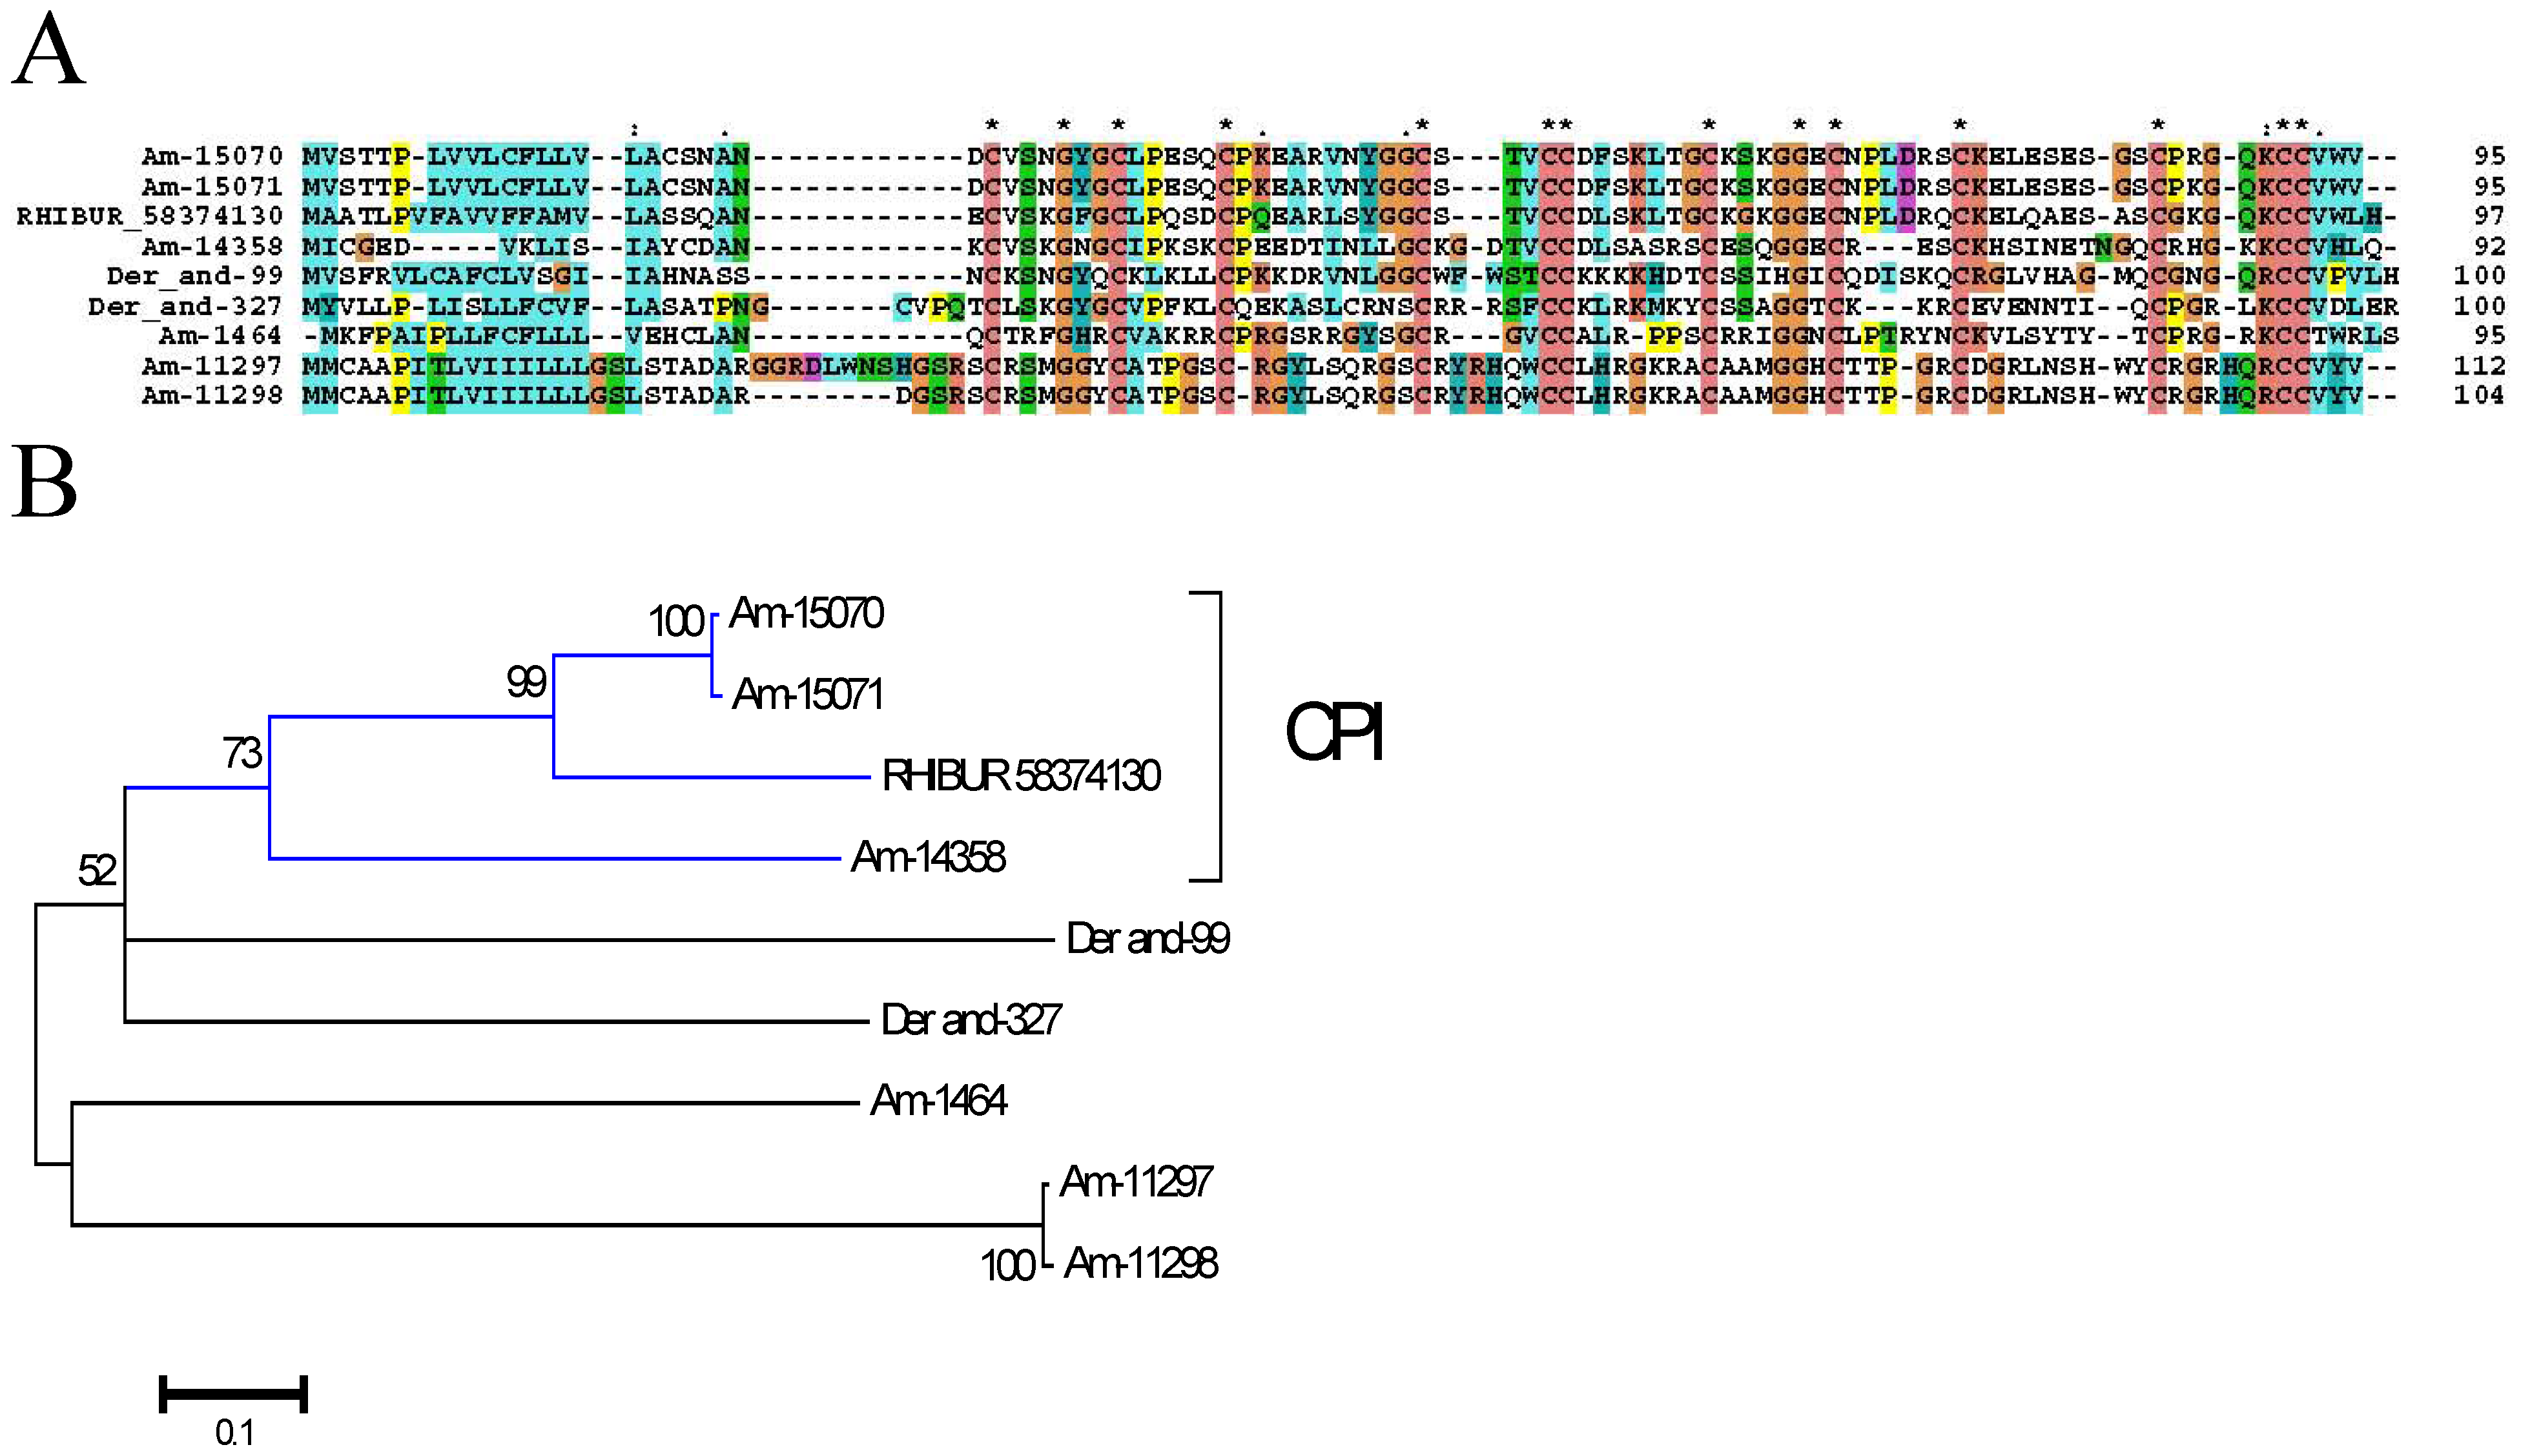 A
: . * * * * . .* ** * * * * * :**.
Am-15070 MVSTTP-LVVLCFLLV--LACSNAN------------DCVSNGYGCLPESQCPKEARVNYGGCS---TVCCDFSKLTGCKSKGGECNPLDRSCKELESES-GSCPRG-QKCCVWV-- 95
Am-15071 MVSTTP-LVVLCFLLV--LACSNAN------------DCVSNGYGCLPESQCPKEARVNYGGCS---TVCCDFSKLTGCKSKGGECNPLDRSCKELESES-GSCPKG-QKCCVWV-- 95
RHIBUR_58374130 MAATLPVFAVVFFAMV--LASSQAN------------ECVSKGFGCLPQSDCPQEARLSYGGCS---TVCCDLSKLTGCKGKGGECNPLDRQCKELQAES-ASCGKG-QKCCVWLH- 97
Am-14358 MICGED-----VKLIS--IAYCDAN------------KCVSKGNGCIPKSKCPEEDTINLLGCKG-DTVCCDLSASRSCESQGGECR---ESCKHSINETNGQCRHG-KKCCVHLQ- 92
Der_and-99 MVSFRVLCAFCLVSGI--IAHNASS------------NCKSNGYQCKLKLLCPKKDRVNLGGCWF-WSTCCKKKKHDTCSSIHGICQDISKQCRGLVHAG-MQCGNG-QRCCVPVLH 100
Der_and-327 MYVLLP-LISLLFCVF--LASATPNG-------CVPQTCLSKGYGCVPFKLCQEKASLCRNSCRR-RSFCCKLRKMKYCSSAGGTCK---KRCEVENNTI--QCPGR-LKCCVDLER 100
Am-1464 -MKFPAIPLLFCFLLL--VEHCLAN------------QCTRFGHRCVAKRRCPRGSRRGYSGCR---GVCCALR-PPSCRRIGGNCLPTRYNCKVLSYTY--TCPRG-RKCCTWRLS 95
Am-11297 MMCAAPITLVIIILLLGSLSTADARGGRDLWNSHGSRSCRSMGGYCATPGSC-RGYLSQRGSCRYRHQWCCLHRGKRACAAMGGHCTTP-GRCDGRLNSH-WYCRGRHQRCCVYV-- 112
Am-11298 MMCAAPITLVIIILLLGSLSTADAR--------DGSRSCRSMGGYCATPGSC-RGYLSQRGSCRYRHQWCCLHRGKRACAAMGGHCTTP-GRCDGRLNSH-WYCRGRHQRCCVYV-- 104
B
100 Am-15070
Am-15071
99
CPI
73
RHIBUR 58374130
Am-14358
52
Der and-99
Der and-327
Am-1464
Am-11297
100 Am-11298
0.1